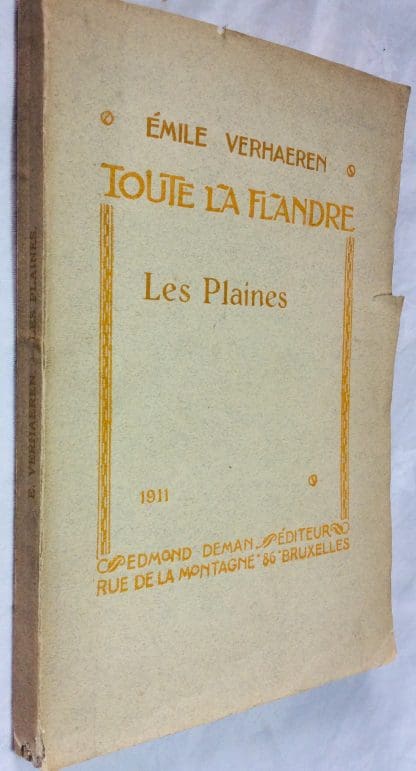 ÉMILE VERHAEREN
TOUTE LA FLANDRE
Les Plaines
1911
EDMOND DEMAN ÉDITEUR
RUE DE LA MONTAGNE 86 BRUXELLES
E. VERHAEREN LES PLAINES.